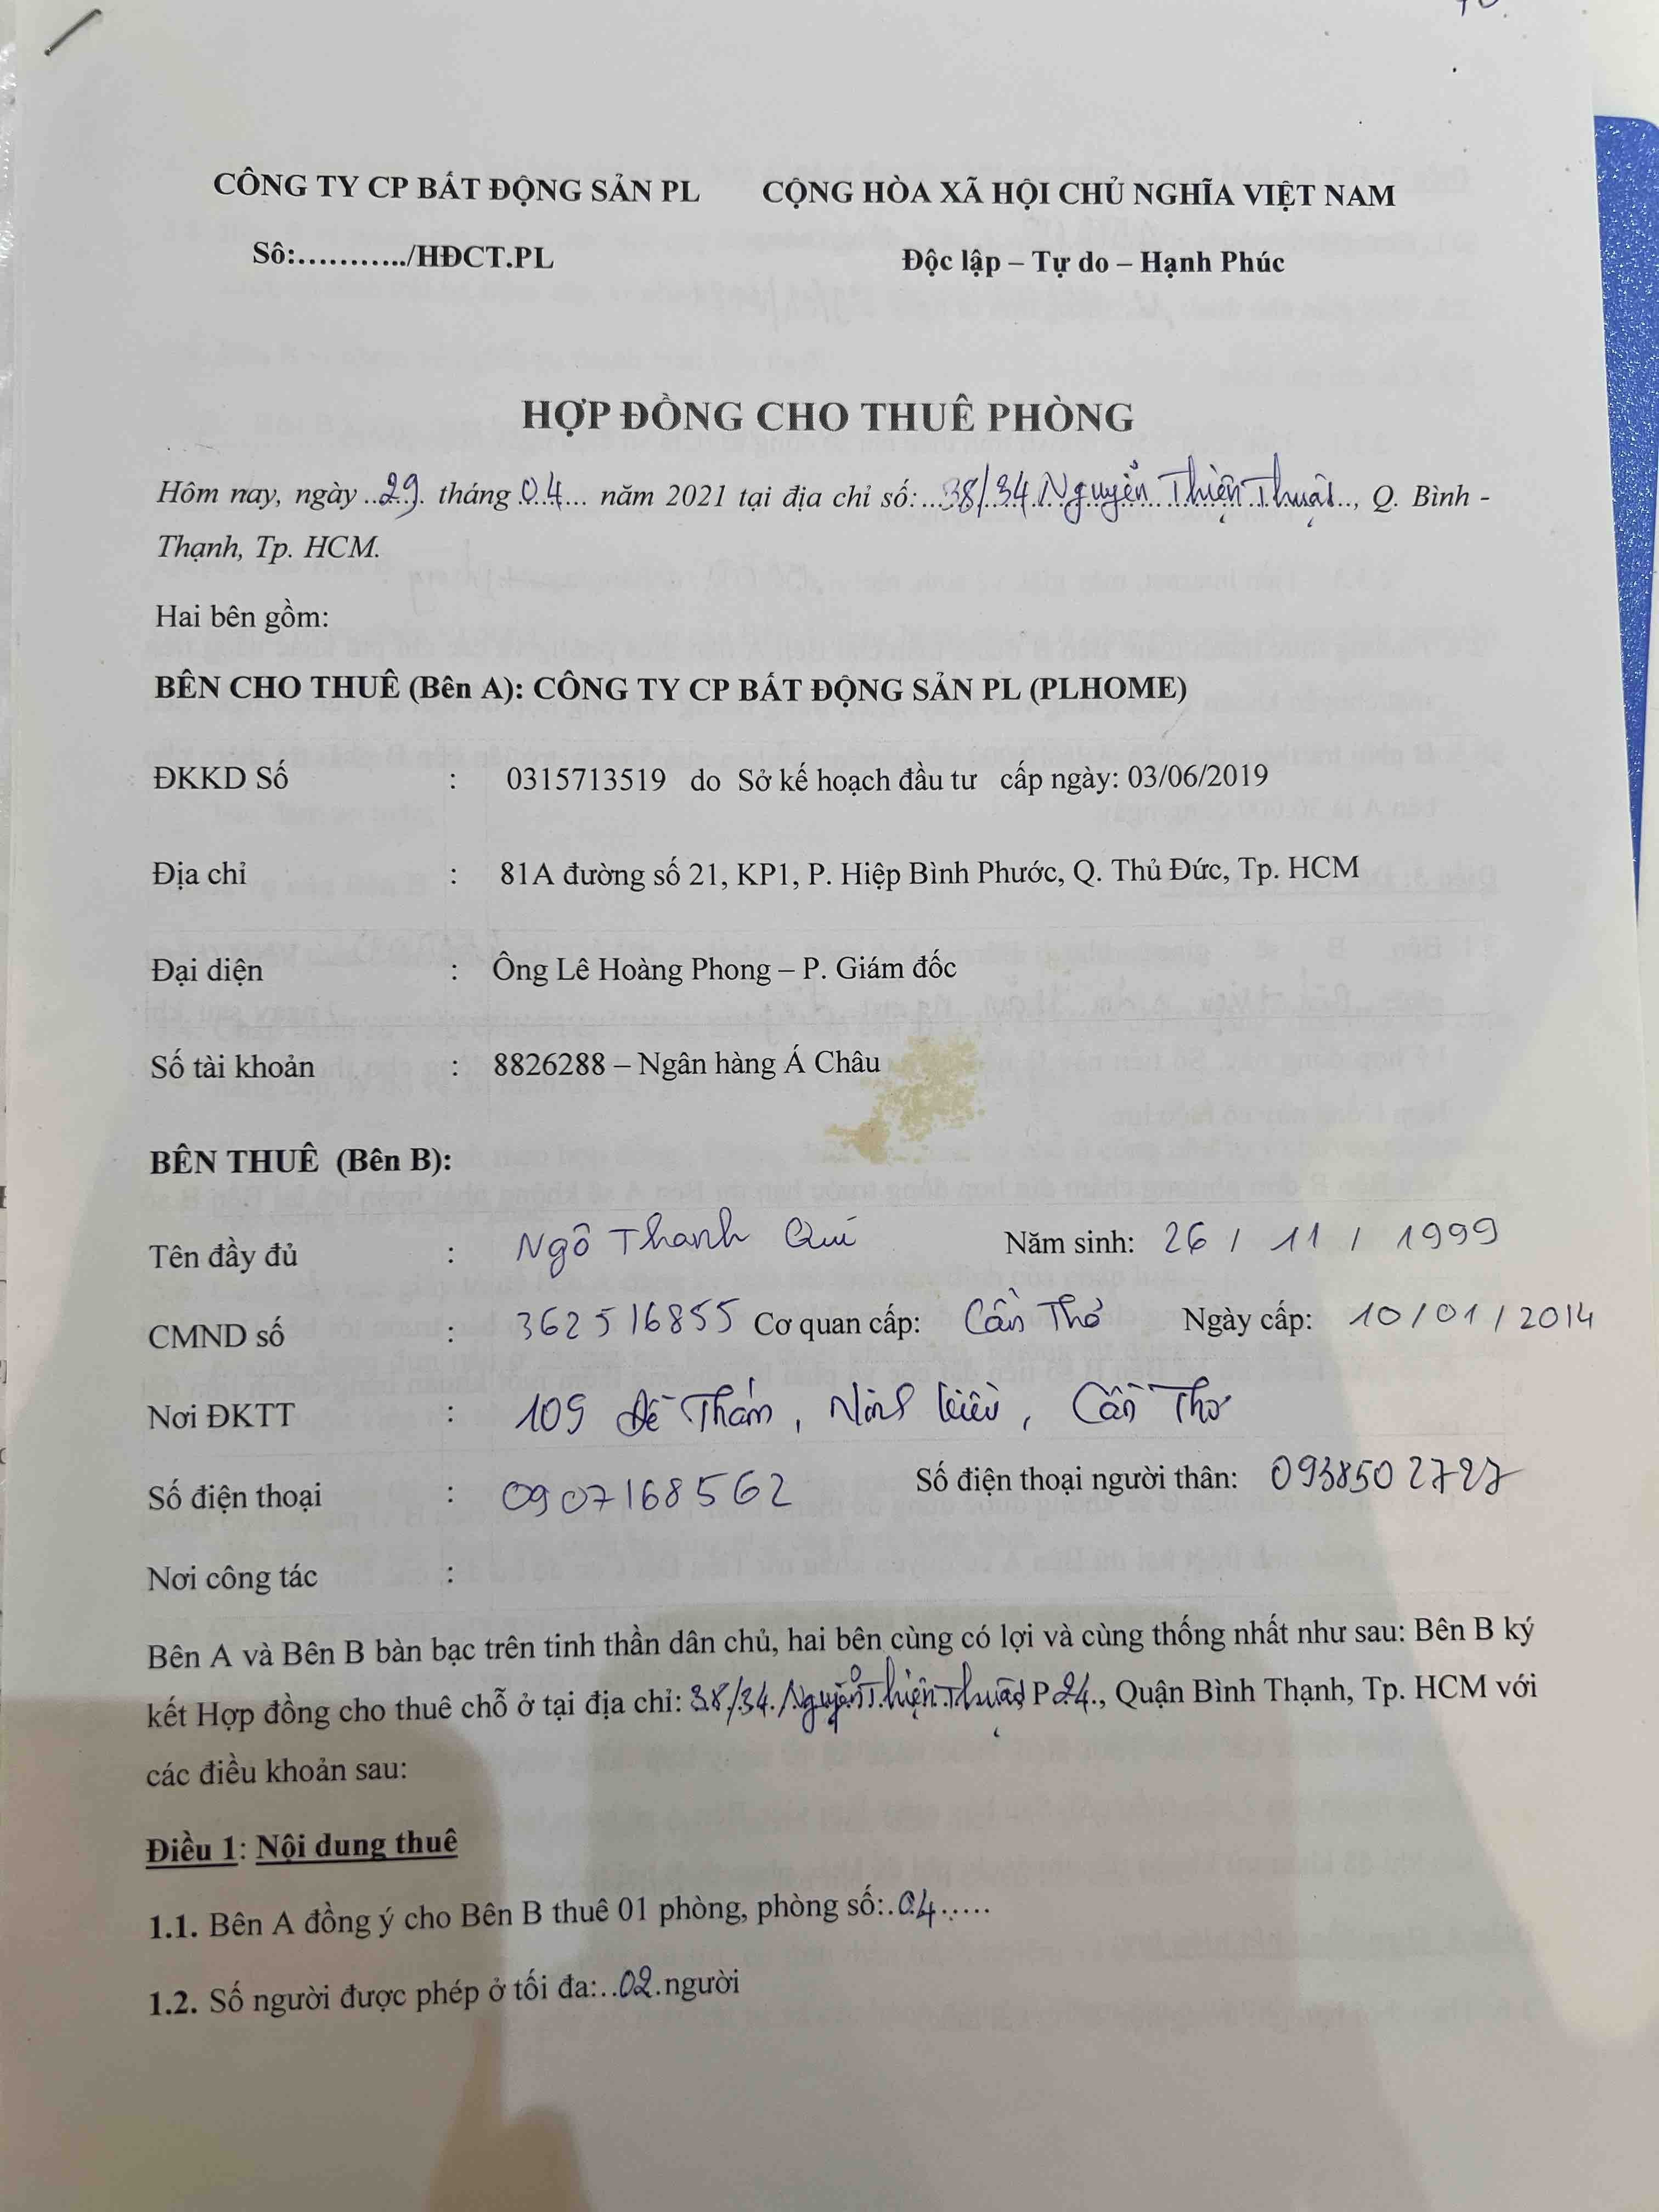 CÔNG TY CP BẤT ĐỘNG SẢN PL CỘNG HÒA XÃ HỘI CHỦ NGHĨA VIỆT NAM
Số:.........../HĐCT.PL Độc lập – Tự do – Hạnh Phúc
HỢP ĐỒNG CHO THUÊ PHÒNG
Hôm nay, ngày ..29.. tháng 04... năm 2021 tại địa chỉ số:...38/34 Nguyễn Thiện Thuật.., Q. Bình -
Thạnh, Tp. HCM.
Hai bên gồm:
BÊN CHO THUÊ (Bên A): CÔNG TY CP BẤT ĐỘNG SẢN PL (PLHOME)
ĐKKD Số : 0315713519 do Sở kế hoạch đầu tư cấp ngày: 03/06/2019
Địa chỉ : 81A đường số 21, KP1, P. Hiệp Bình Phước, Q. Thủ Đức, Tp. HCM
Đại diện : Ông Lê Hoàng Phong – P. Giám đốc
Số tài khoản : 8826288 – Ngân hàng Á Châu
BÊN THUÊ (Bên B):
Tên đầy đủ : Ngô Thanh Quí Năm sinh: 26 / 11 / 1999
CMND số : 362516855 Cơ quan cấp: Cần Thơ Ngày cấp: 10/01/2014
Nơi ĐKTT : 109 Đề Thám, Ninh Kiều, Cần Thơ
Số điện thoại : 0907168562 Số điện thoại người thân: 0938502727
Nơi công tác :
Bên A và Bên B bàn bạc trên tinh thần dân chủ, hai bên cùng có lợi và cùng thống nhất như sau: Bên B ký
kết Hợp đồng cho thuê chỗ ở tại địa chỉ: 38/34 Nguyễn Thiện Thuật P 24., Quận Bình Thạnh, Tp. HCM với
các điều khoản sau:
Điều 1: Nội dung thuê
1.1. Bên A đồng ý cho Bên B thuê 01 phòng, phòng số:.04.....
1.2. Số người được phép ở tối đa:..02.người